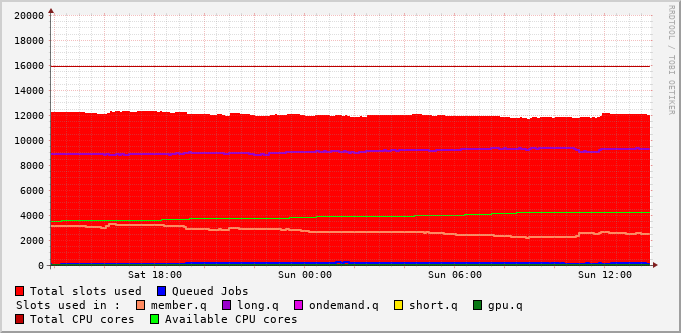 20000
18000
16000
14000
12000
10000
8000
6000
4000
2000
0
Sat 18:00 Sun 00:00 Sun 06:00 Sun 12:00
RRDTOOL / TOBI OETIKER
Total slots used Queued Jobs
Slots used in : member.q long.q ondemand.q short.q gpu.q
Total CPU cores Available CPU cores